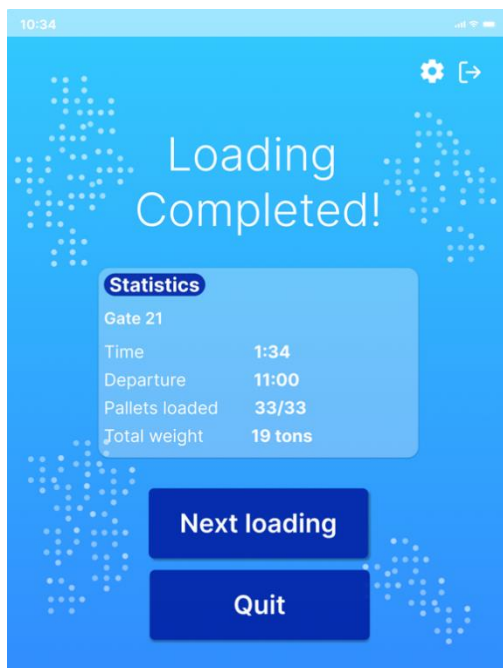 10:34
Loading
Completed!
Statistics
Gate 21
Time 1:34
Departure 11:00
Pallets loaded 33/33
Total weight 19 tons
Next loading
Quit